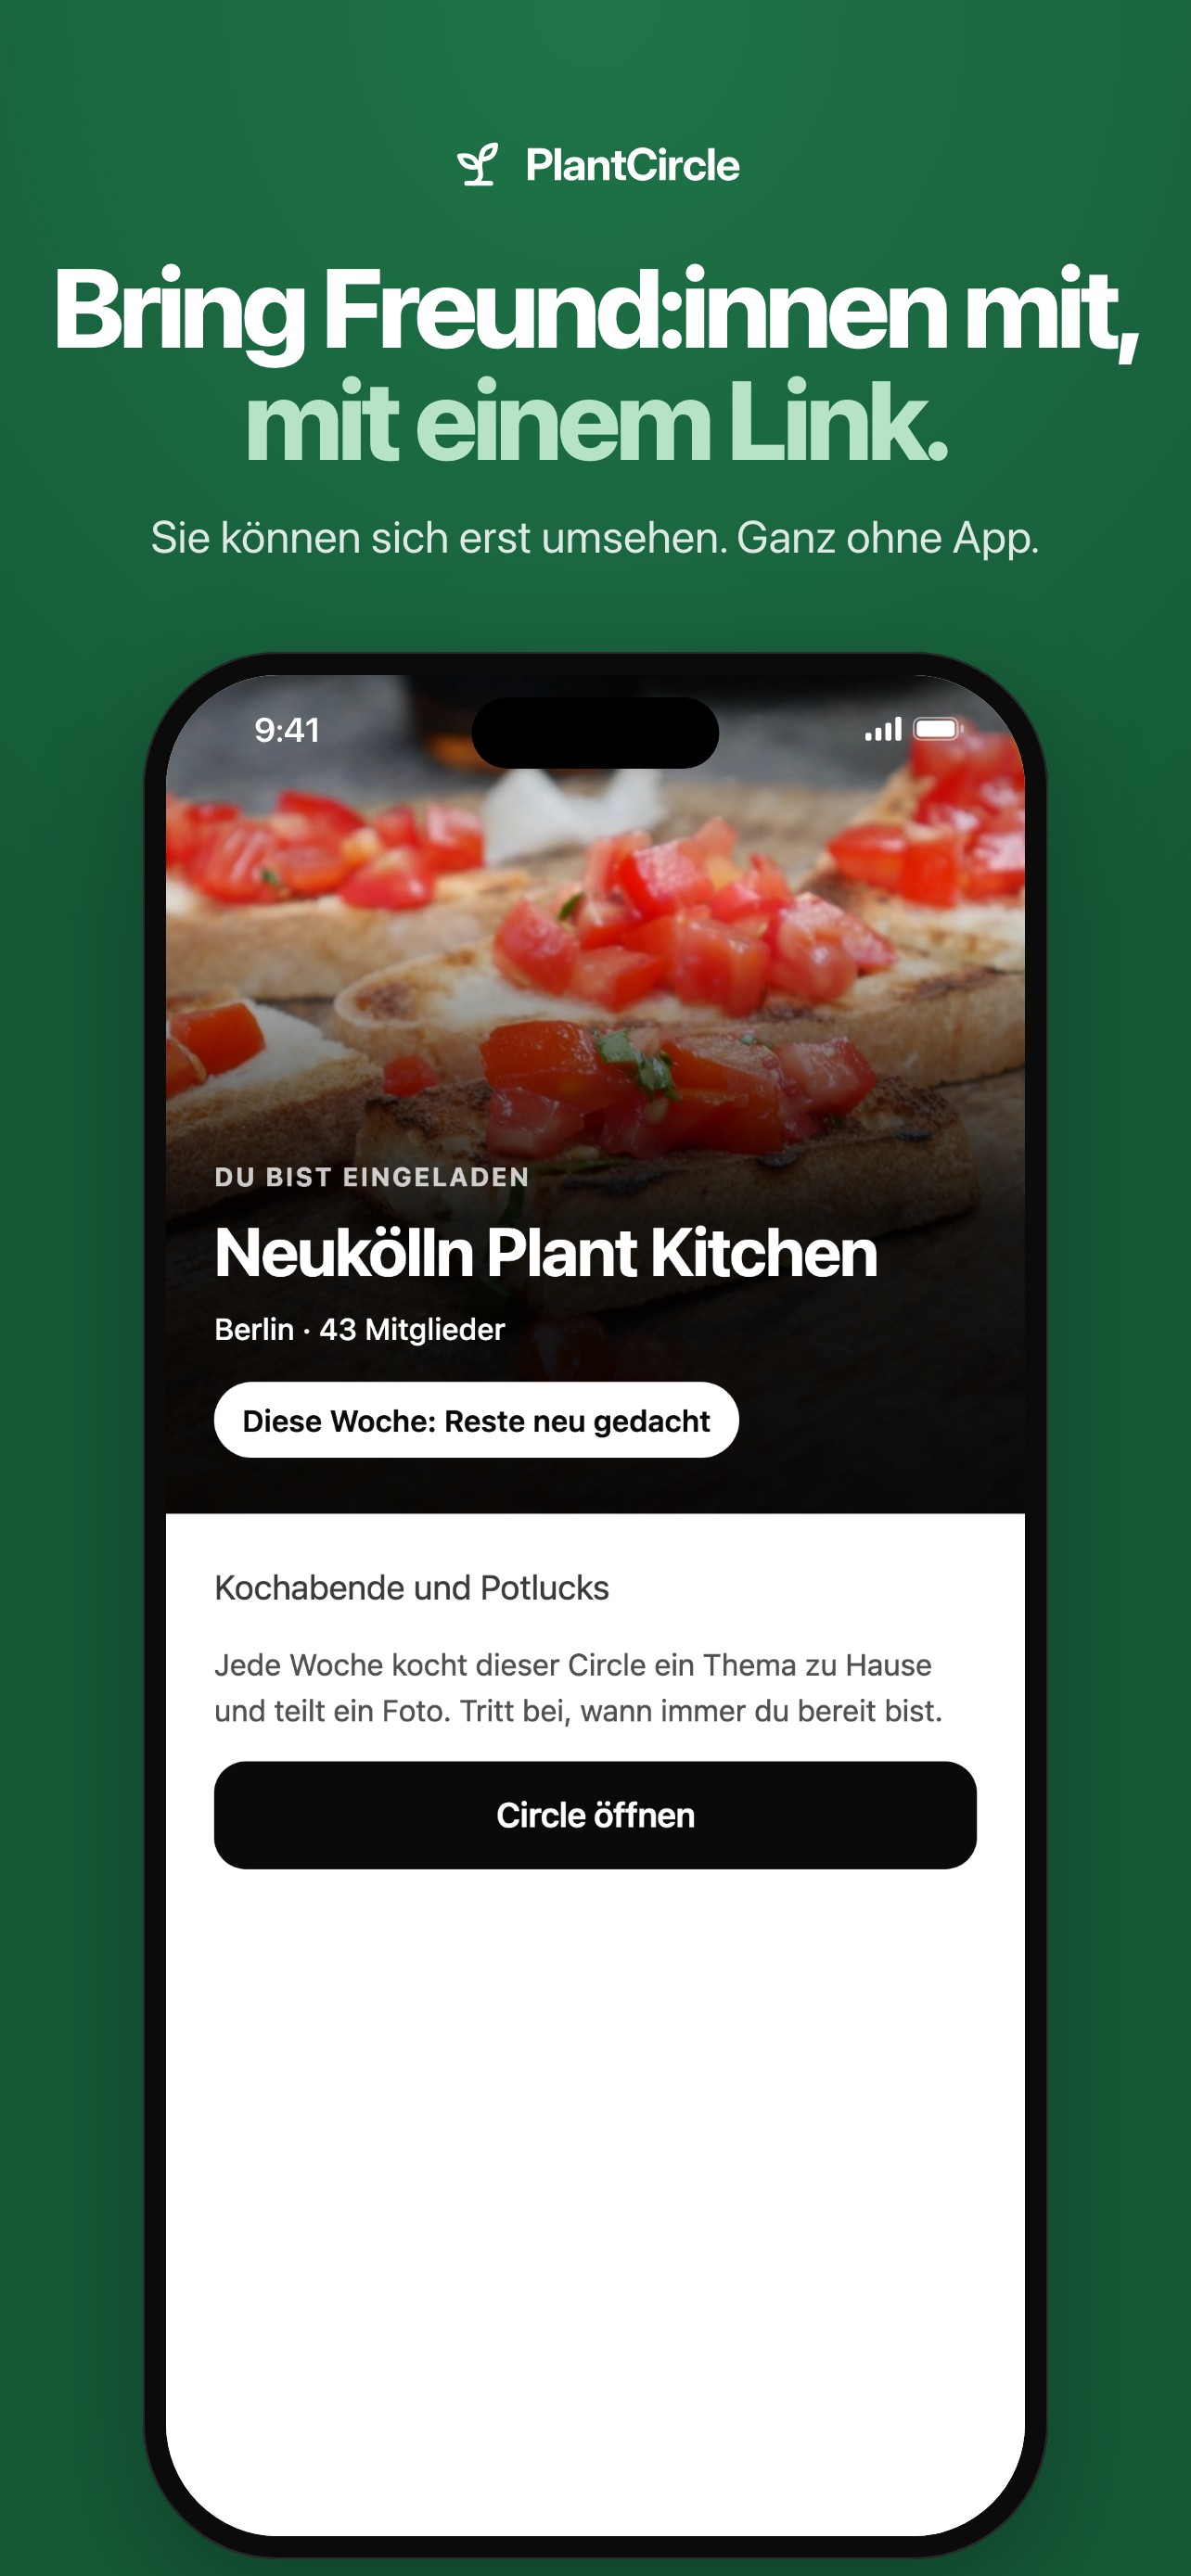 PlantCircle
Bring Freund:innen mit,
mit einem Link.
Sie können sich erst umsehen. Ganz ohne App.
9:41
DU BIST EINGELADEN
Neukölln Plant Kitchen
Berlin · 43 Mitglieder
Diese Woche: Reste neu gedacht
Kochabende und Potlucks
Jede Woche kocht dieser Circle ein Thema zu Hause
und teilt ein Foto. Tritt bei, wann immer du bereit bist.
Circle öffnen